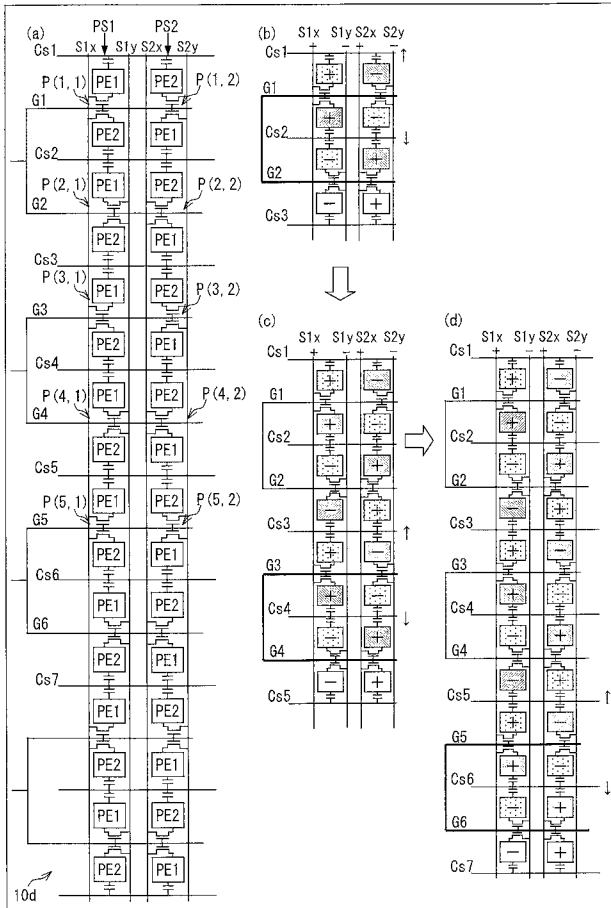 (a)
PS1 PS2
S1x S1y S2x S2y
Cs1
PE1 PE2
P(1, 1) P(1, 2)
G1
PE2 PE1
Cs2
P(2, 1) PE1 PE2 P(2, 2)
G2
PE2 PE1
Cs3
P(3, 1) PE1 PE2 P(3, 2)
G3
PE2 PE1
Cs4
P(4, 1) PE1 PE2 P(4, 2)
G4
PE2 PE1
Cs5
P(5, 1) PE1 PE2 P(5, 2)
G5
PE2 PE1
Cs6
PE1 PE2
G6
PE2 PE1
Cs7
PE1 PE2
PE2 PE1
PE1 PE2
PE2 PE1
10d
(b)
S1x S1y S2x S2y
+ − + −
Cs1 ↑
+ −
G1
+ −
Cs2 ↓
− +
G2
− +
Cs3
(c)
S1x S1y S2x S2y
+ − + −
Cs1
+ −
G1
+ −
Cs2
− +
G2
− +
Cs3 ↑
+ −
G3
+ −
Cs4 ↓
− +
G4
− +
Cs5
(d)
S1x S1y S2x S2y
+ − + −
Cs1
+ −
G1
+ −
Cs2
− +
G2
− +
Cs3
+ −
G3
+ −
Cs4
− +
G4
− +
Cs5 ↑
+ −
G5
+ −
Cs6 ↓
− +
G6
− +
Cs7